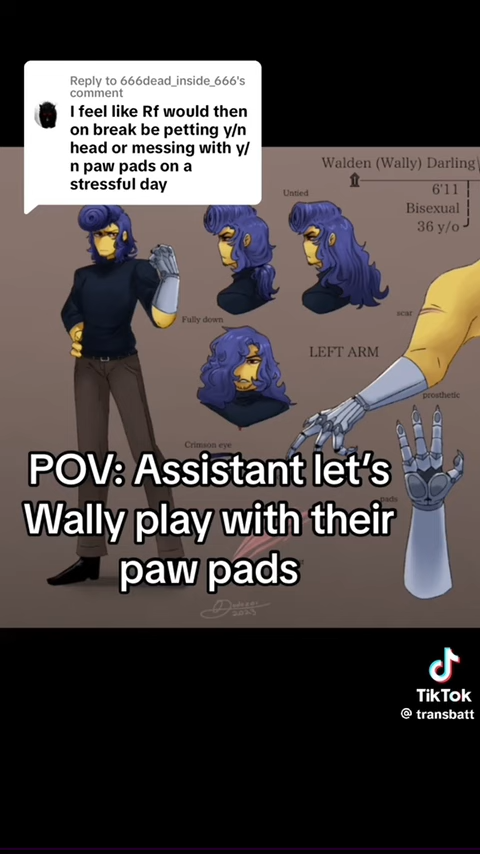 Reply to 666dead_inside_666's
comment
I feel like Rf would then
on break be petting y/n
head or messing with y/
n paw pads on a
stressful day
Walden (Wally) Darling
6'11
Bisexual
36 y/o
Untied
Fully down
scar
LEFT ARM
prosthetic
Crimson eye
pads
POV: Assistant let's
Wally play with their
paw pads
2023
TikTok
@ transbatt